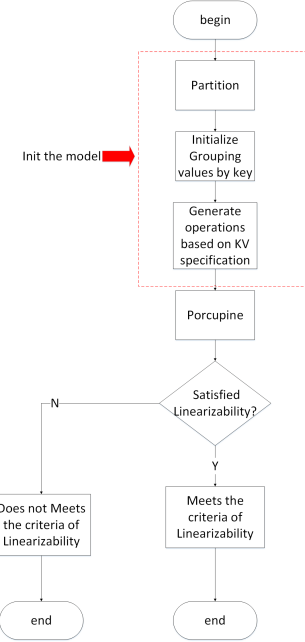 begin
Partition
Init the model
Initialize
Grouping
values by key
Generate
operations
based on KV
specification
Porcupine
Satisfied
Linearizability?
N
Y
Does not Meets
the criteria of
Linearizability
Meets the
criteria of
Linearizability
end
end